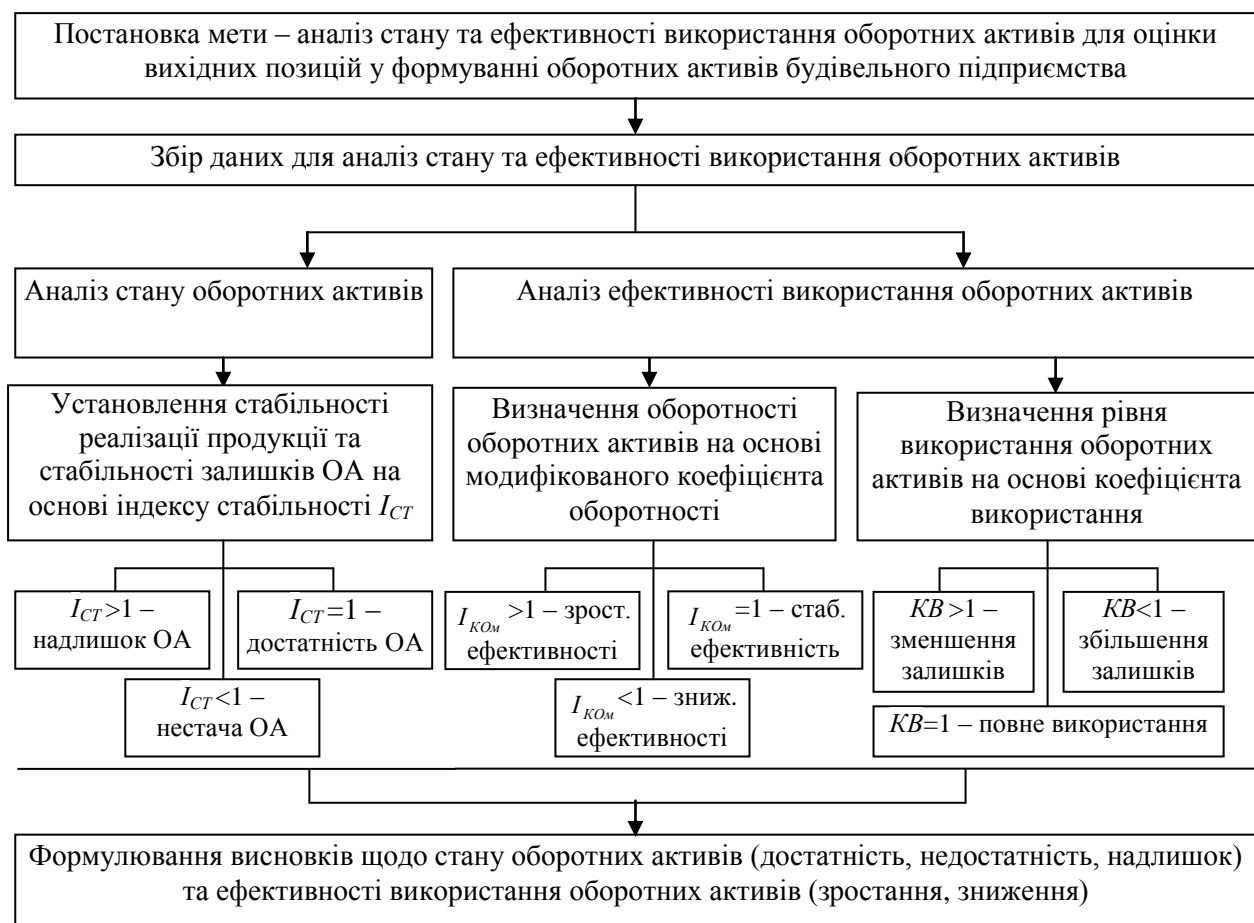 Постановка мети – аналіз стану та ефективності використання оборотних активів для оцінки
вихідних позицій у формуванні оборотних активів будівельного підприємства
Збір даних для аналіз стану та ефективності використання оборотних активів
Аналіз стану оборотних активів
Аналіз ефективності використання оборотних активів
Установлення стабільності
реалізації продукції та
стабільності залишків ОА на
основі індексу стабільності I_CT
Визначення оборотності
оборотних активів на основі
модифікованого коефіцієнта
оборотності
Визначення рівня
використання оборотних
активів на основі коефіцієнта
використання
I_CT>1 –
надлишок ОА
I_CT=1 –
достатність ОА
I_CT<1 –
нестача ОА
I_КОм >1 – зрост.
ефективності
I_КОм =1 – стаб.
ефективність
I_КОм <1 – зниж.
ефективності
КВ>1 –
зменшення
залишків
КВ<1 –
збільшення
залишків
КВ=1 – повне використання
Формулювання висновків щодо стану оборотних активів (достатність, недостатність, надлишок)
та ефективності використання оборотних активів (зростання, зниження)